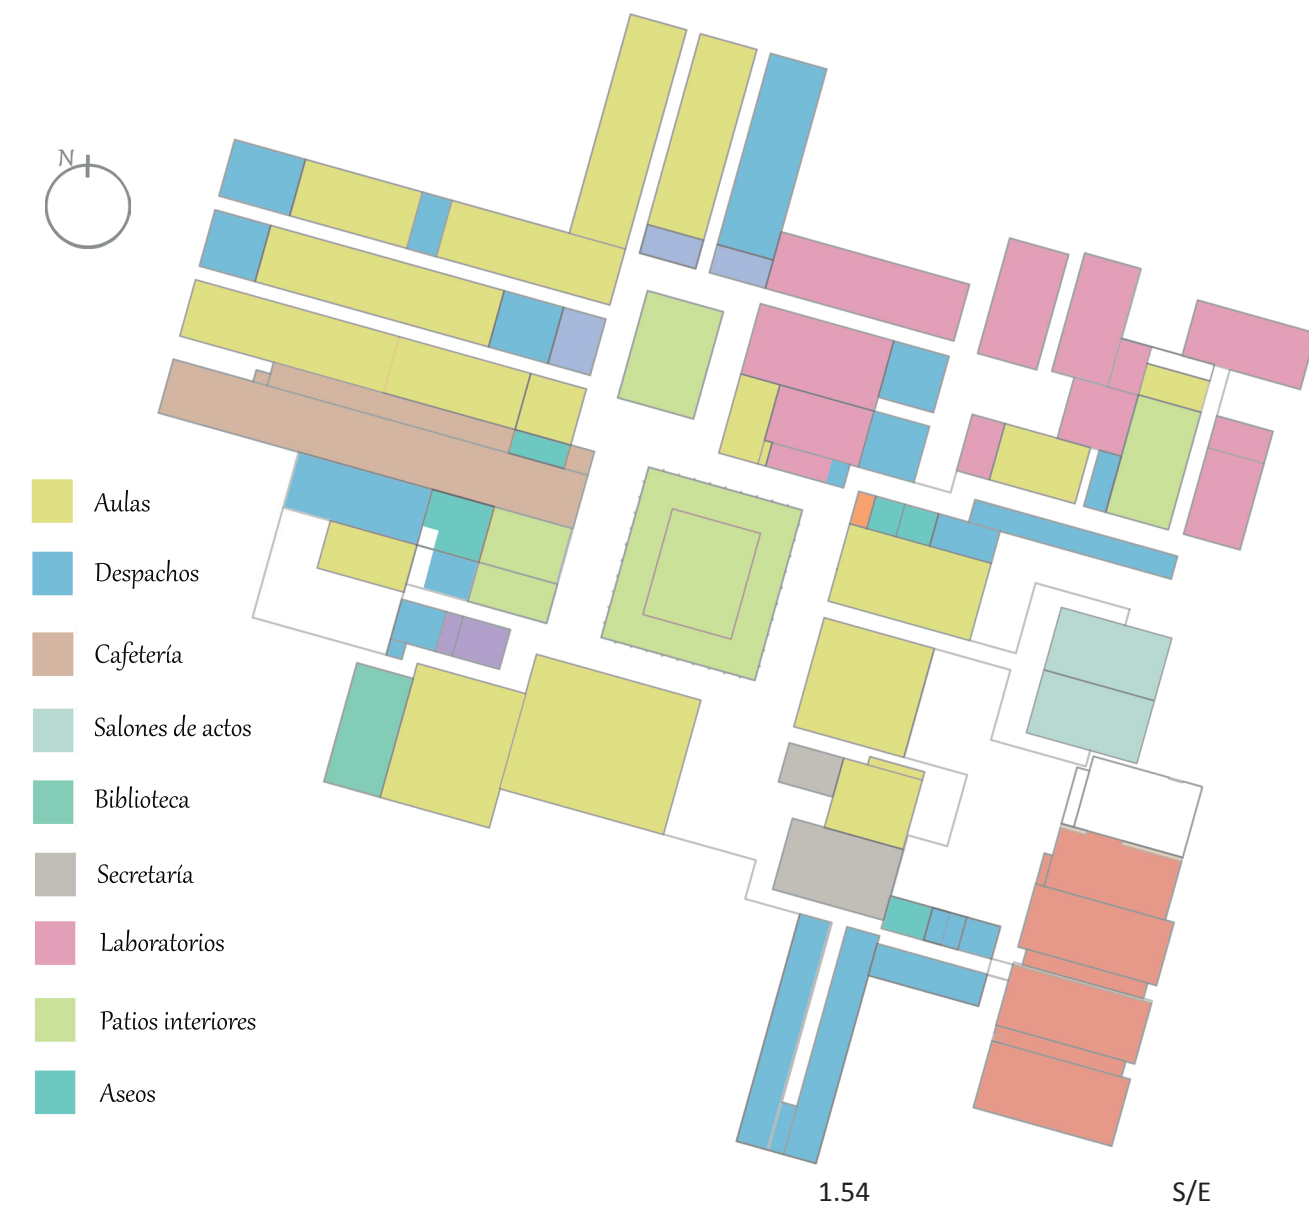 N
Aulas
Despachos
Cafetería
Salones de actos
Biblioteca
Secretaría
Laboratorios
Patios interiores
Aseos
1.54 S/E